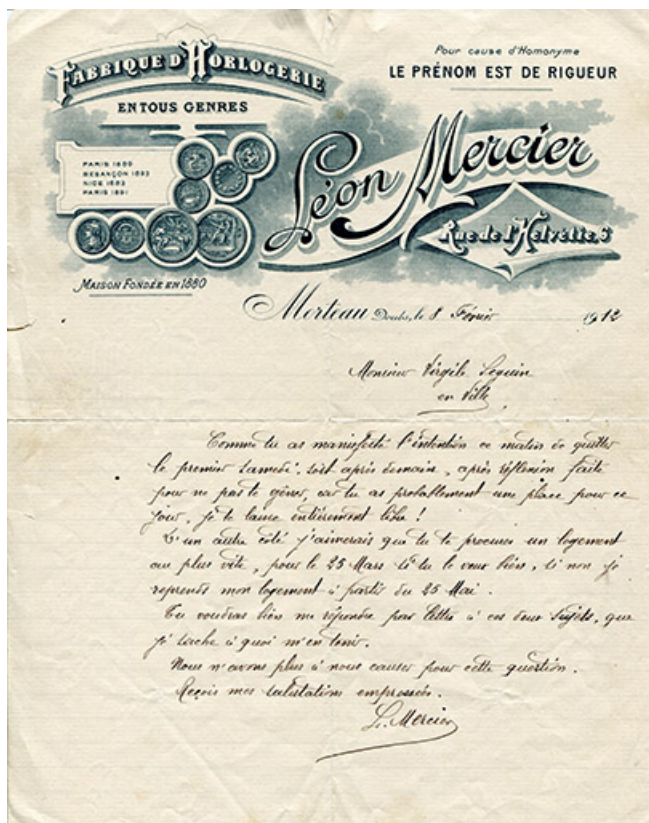 FABRIQUE D'HORLOGERIE
EN TOUS GENRES
Pour cause d'Homonyme
LE PRÉNOM EST DE RIGUEUR
PARIS 1889
BESANÇON 1893
NICE 1883
PARIS 1891
Léon Mercier
Rue de l'Helvétie, 6
MAISON FONDÉE EN 1880
Morteau Doubs, le 8 Février 1912
Monsieur Virgile Seguin
en Ville
Comme tu as manifesté l'intention ce matin de quitter
le premier Samedi, soit après demain, après réflexion faite
pour ne pas te gêner, car tu as probablement une place pour ce
jour, je te laisse entièrement libre !
D'un autre côté j'aimerais que tu te procures un logement
au plus vite, pour le 25 Mars si tu le veux bien, si non je
reprends mon logement à partir du 25 Mai.
Tu voudras bien me répondre par lettre à ces deux sujets, que
je sache à quoi m'en tenir.
Nous n'avons plus à nous causer pour cette question.
Reçois mes salutations empressées.
L. Mercier